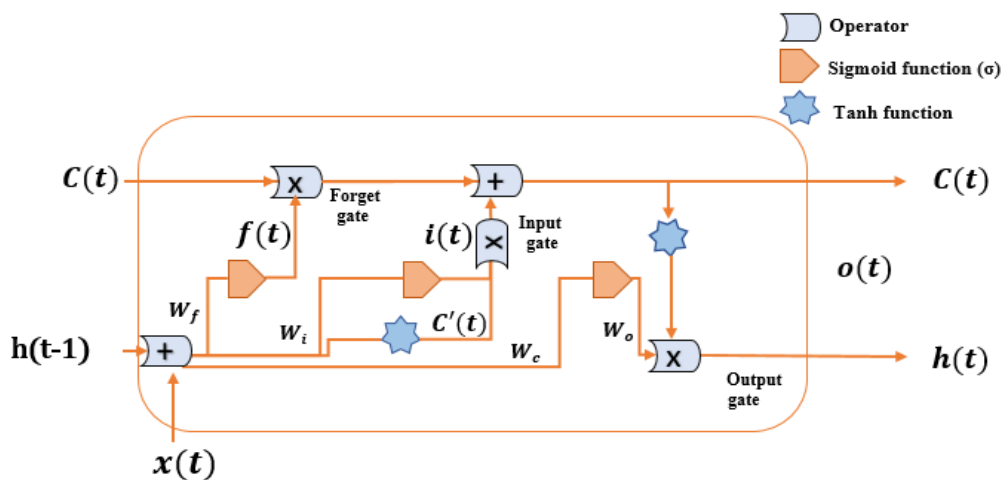 Operator
Sigmoid function (σ)
Tanh function
C(t)
x
Forget
gate
+
Input
gate
C(t)
f(t)
i(t)
x
o(t)
W_f
W_i
C'(t)
W_c
W_o
h(t-1)
+
x
Output
gate
h(t)
x(t)